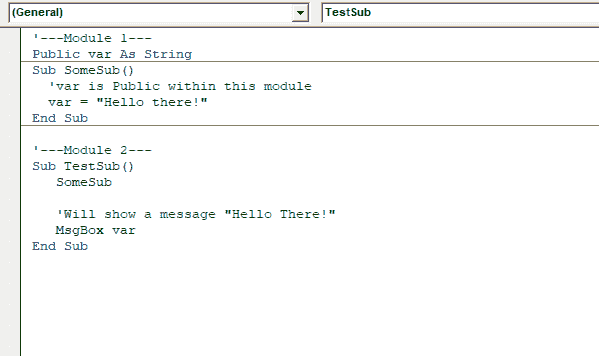 (General) TestSub
'---Module 1---
Public var As String
Sub SomeSub()
  'var is Public within this module
  var = "Hello there!"
End Sub
'---Module 2---
Sub TestSub()
   SomeSub
   'Will show a message "Hello There!"
   MsgBox var
End Sub